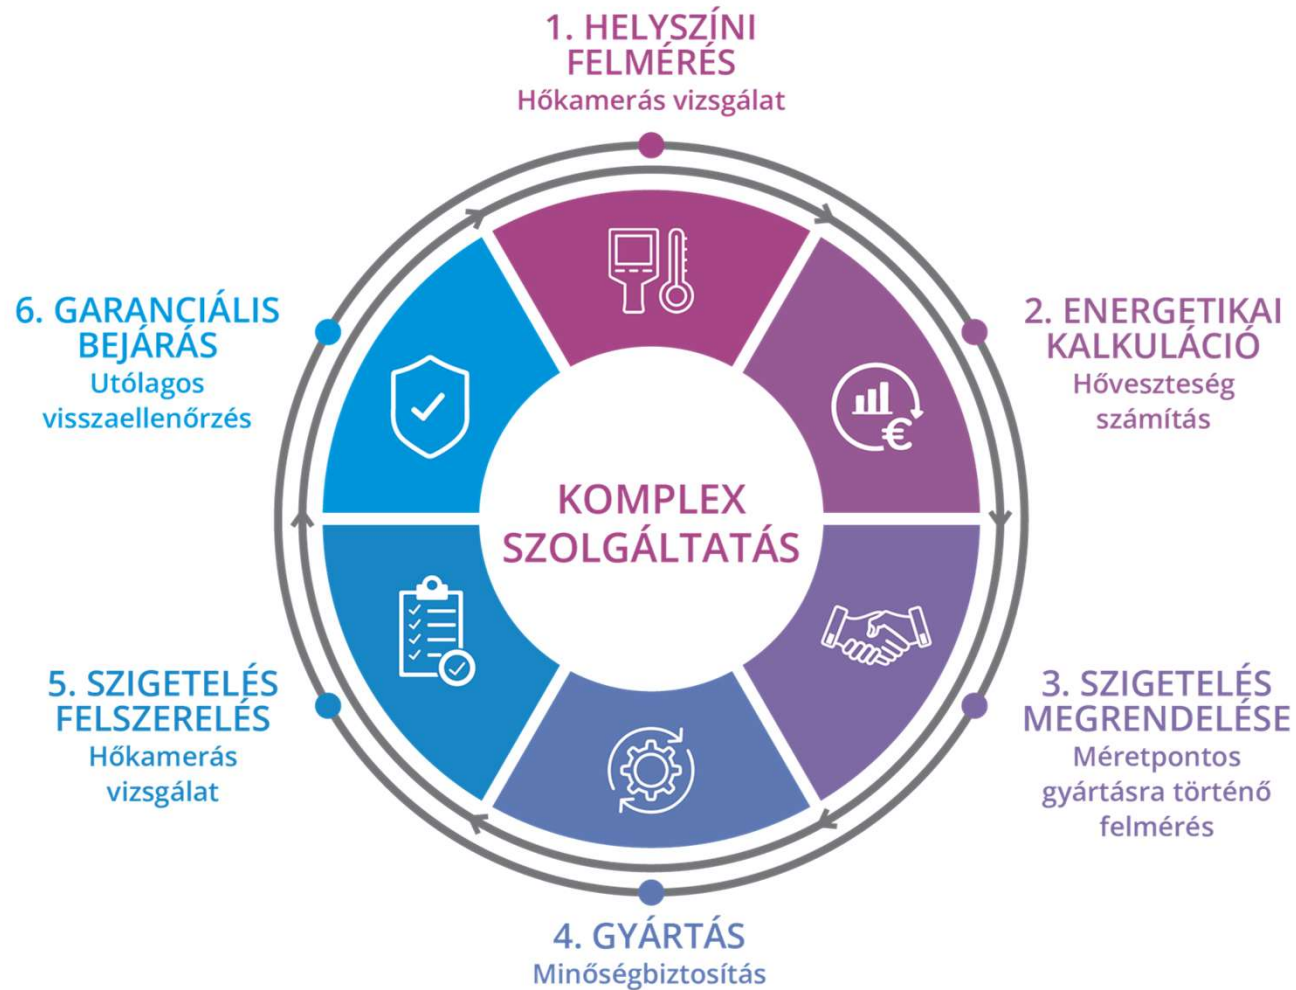 1. HELYSZÍNI
FELMÉRÉS
Hőkamerás vizsgálat
2. ENERGETIKAI
KALKULÁCIÓ
Hőveszteség
számítás
3. SZIGETELÉS
MEGRENDELÉSE
Méretpontos
gyártásra történő
felmérés
4. GYÁRTÁS
Minőségbiztosítás
5. SZIGETELÉS
FELSZERELÉS
Hőkamerás
vizsgálat
6. GARANCIÁLIS
BEJÁRÁS
Utólagos
visszaellenőrzés
KOMPLEX
SZOLGÁLTATÁS
€